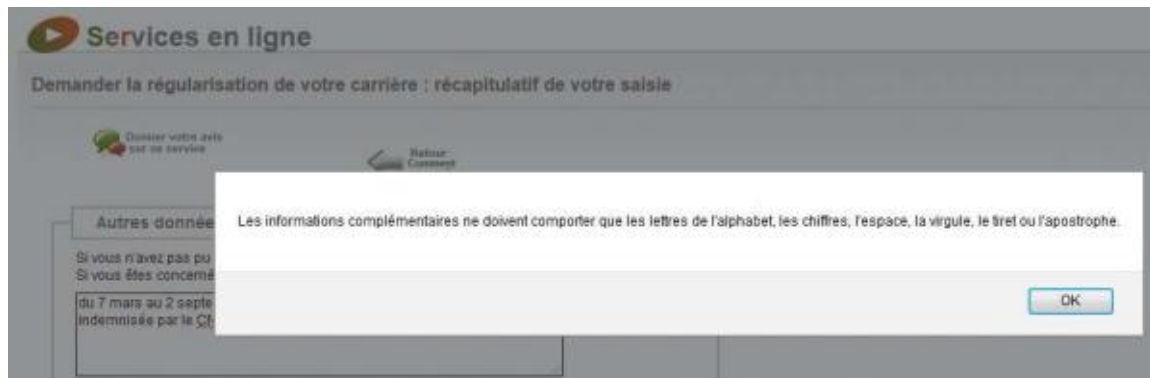 Services en ligne
Demander la régularisation de votre carrière : récapitulatif de votre saisie
Donner votre avis
sur ce service
Retour
Comment
Autres donnée
Les informations complémentaires ne doivent comporter que les lettres de l'alphabet, les chiffres, l'espace, la virgule, le tiret ou l'apostrophe.
Si vous n'avez pas pu
Si vous êtes concerné
du 7 mars au 2 septe
indemnisée par le
OK